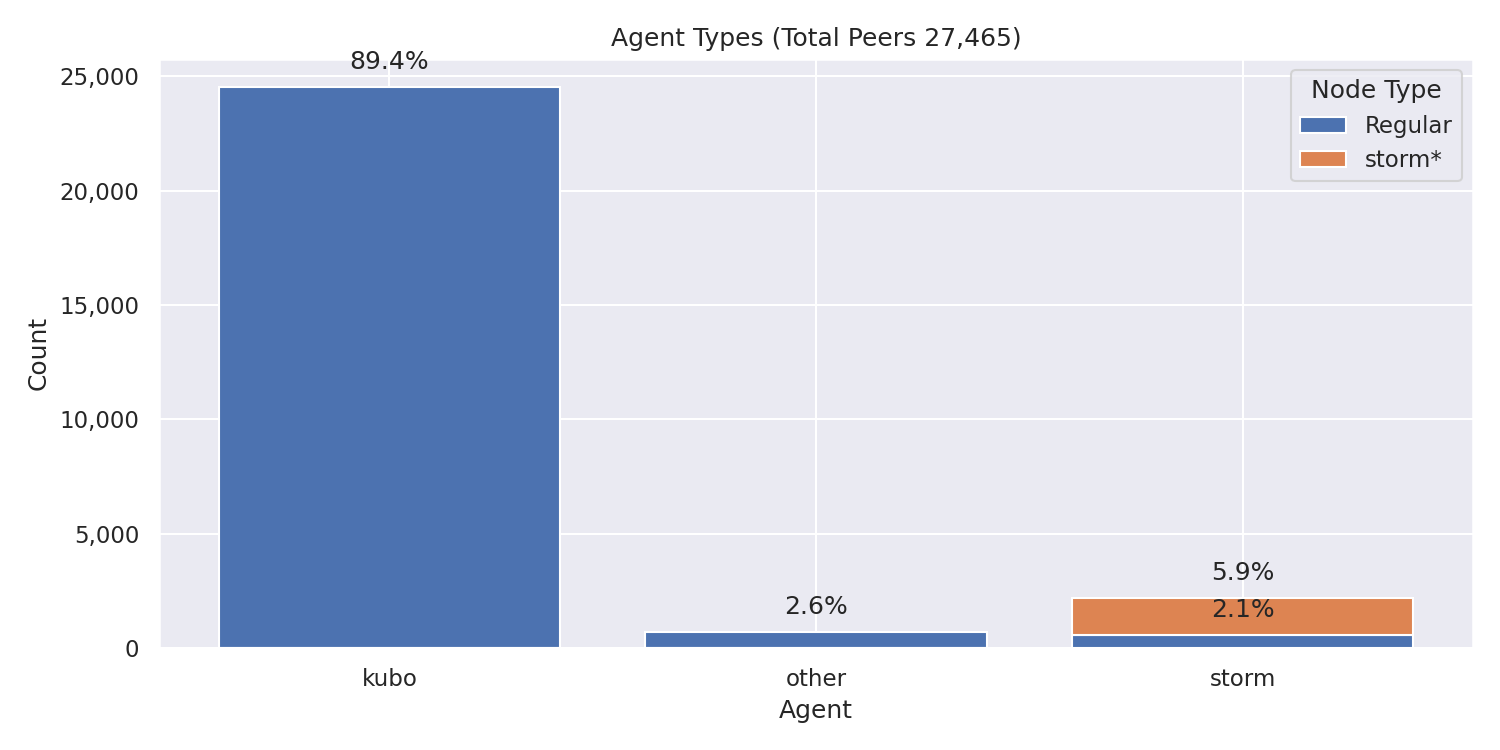 Agent Types (Total Peers 27,465)
89.4%
25,000
20,000
15,000
10,000
5,000
0
Count
Node Type
Regular
storm*
2.6%
5.9%
2.1%
kubo
other
storm
Agent